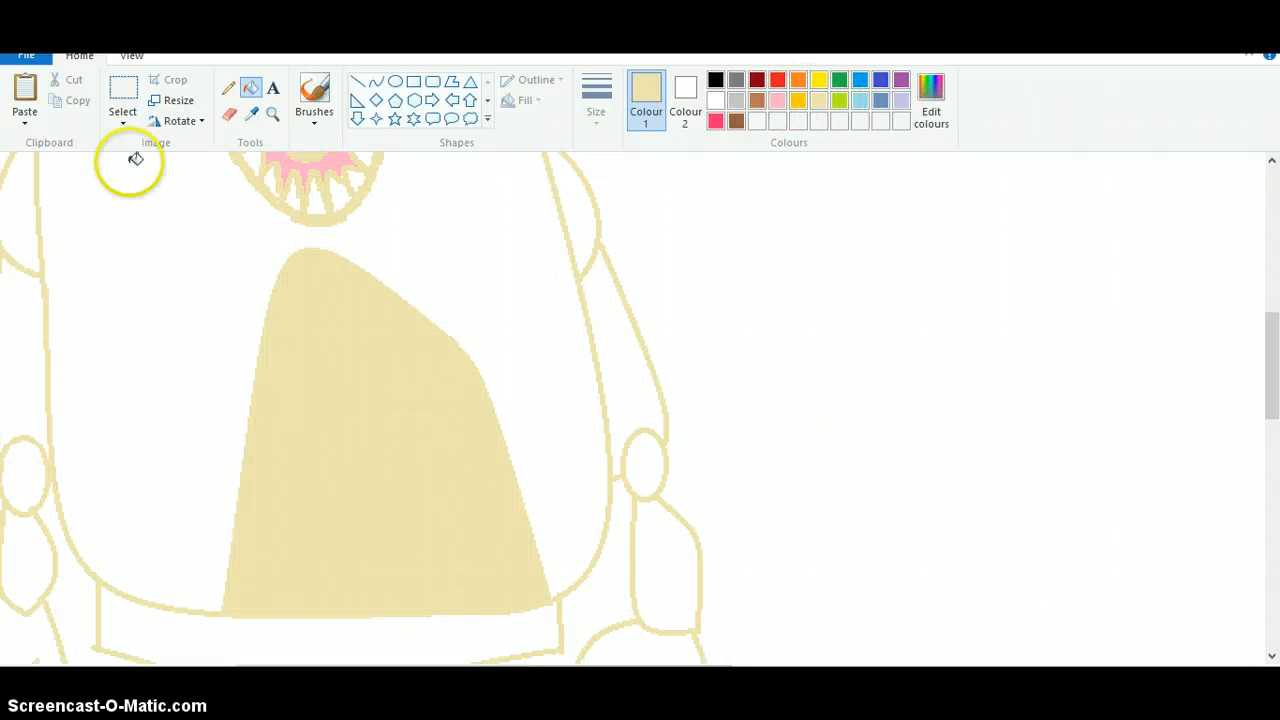 File Home View
Paste
Cut
Copy
Clipboard
Select
Crop
Resize
Rotate
Image
A
Tools
Brushes
Outline
Fill
Shapes
Size
Colour
1
Colour
2
Edit
colours
Colours
Screencast-O-Matic.com